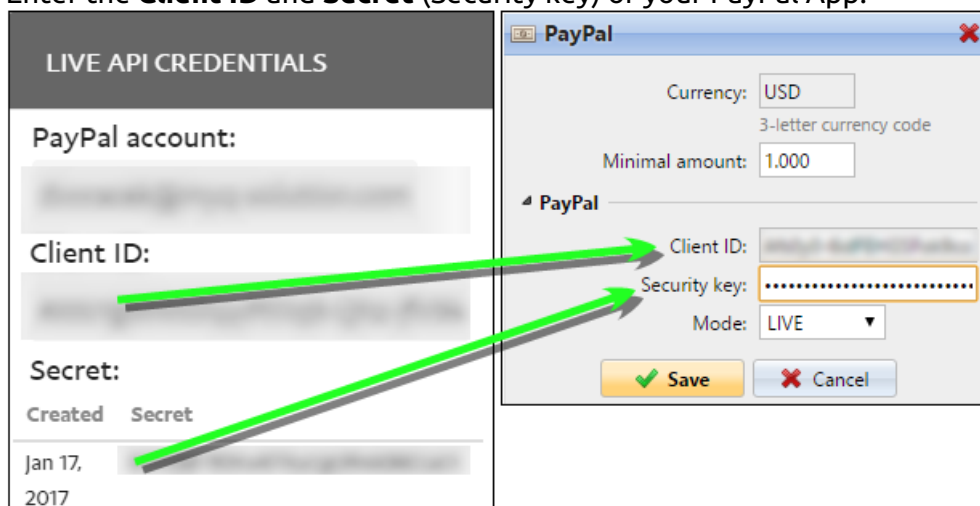 Enter the Client ID and Secret (Security key) of your PayPal App.
LIVE API CREDENTIALS
PayPal account:
Client ID:
Secret:
Created Secret
Jan 17,
2017
PayPal
Currency: USD
3-letter currency code
Minimal amount: 1.000
PayPal
Client ID:
Security key:
Mode: LIVE
Save Cancel